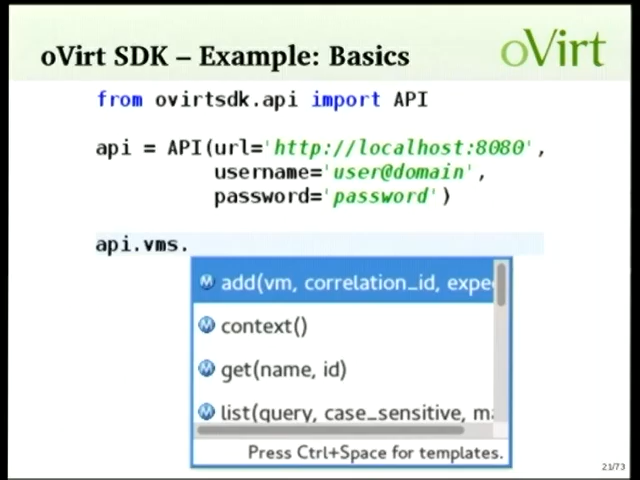 oVirt SDK – Example: Basics
oVirt
from ovirtsdk.api import API
api = API(url='http://localhost:8080',
username='user@domain',
password='password')
api.vms.
add(vm, correlation_id, expe
context()
get(name, id)
list(query, case_sensitive, ma
Press Ctrl+Space for templates.
21/73